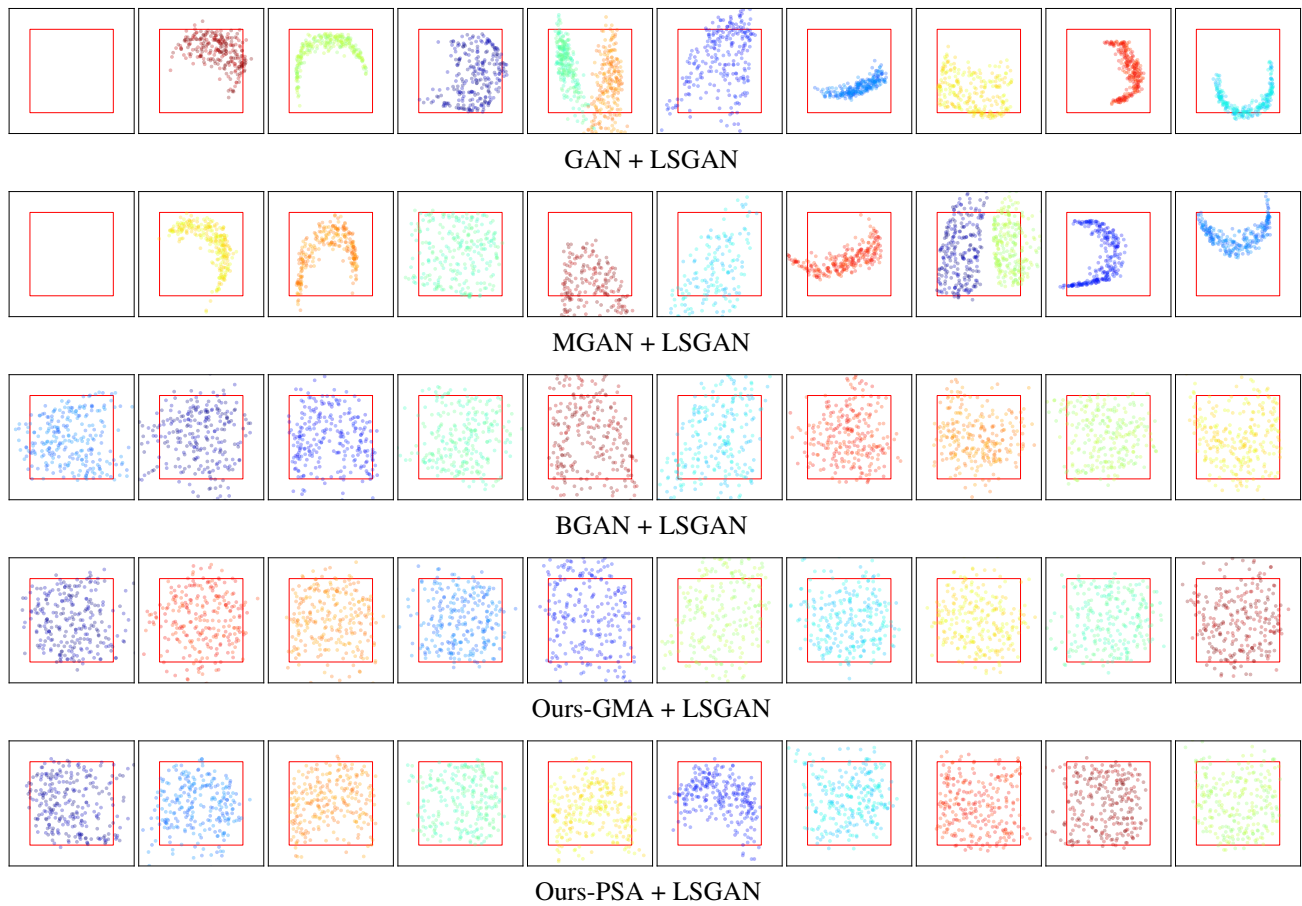 GAN + LSGAN
MGAN + LSGAN
BGAN + LSGAN
Ours-GMA + LSGAN
Ours-PSA + LSGAN